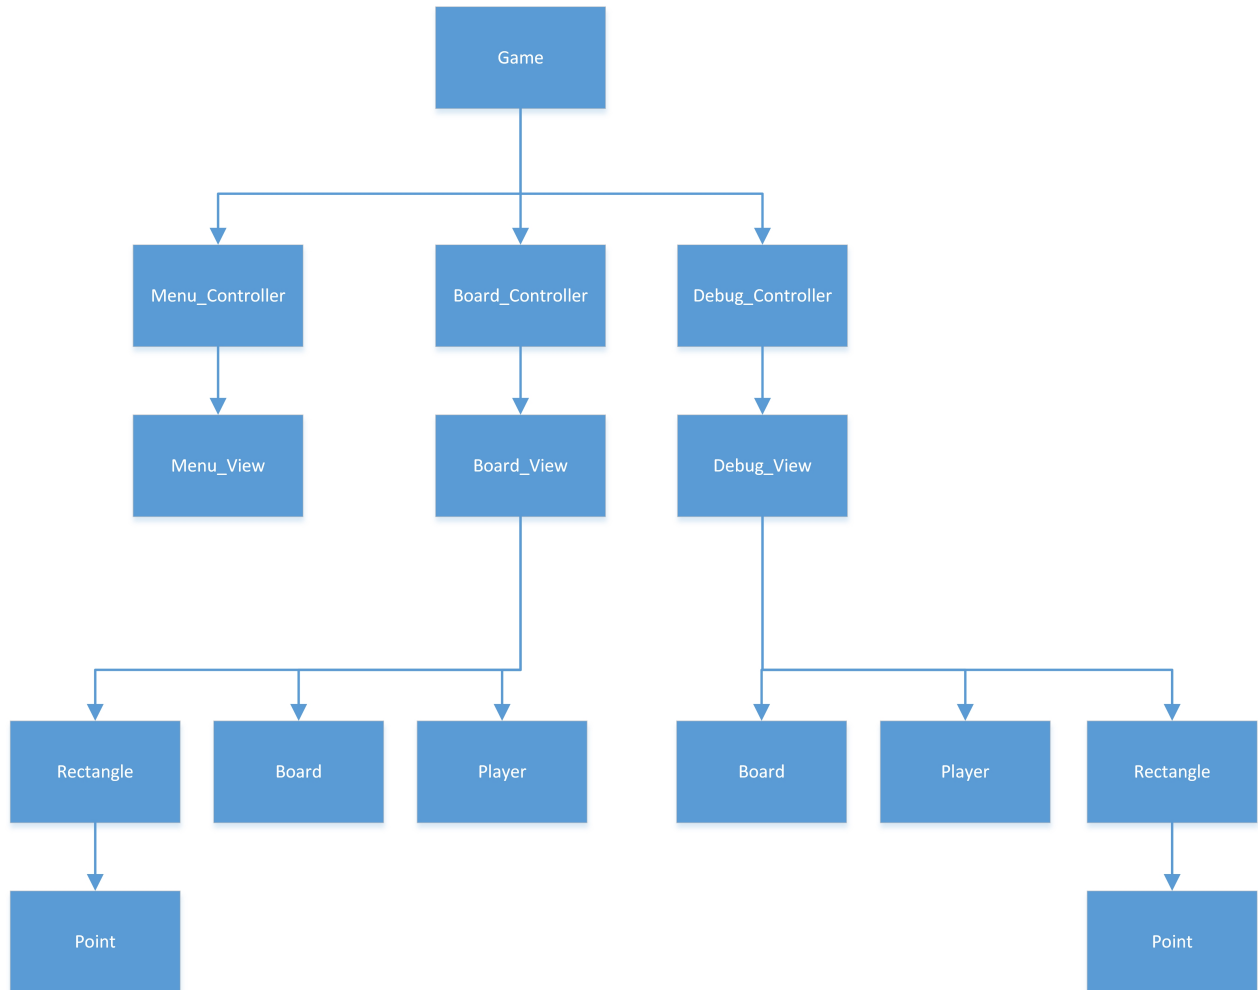 Game
Menu_Controller
Board_Controller
Debug_Controller
Menu_View
Board_View
Debug_View
Rectangle
Board
Player
Board
Player
Rectangle
Point
Point